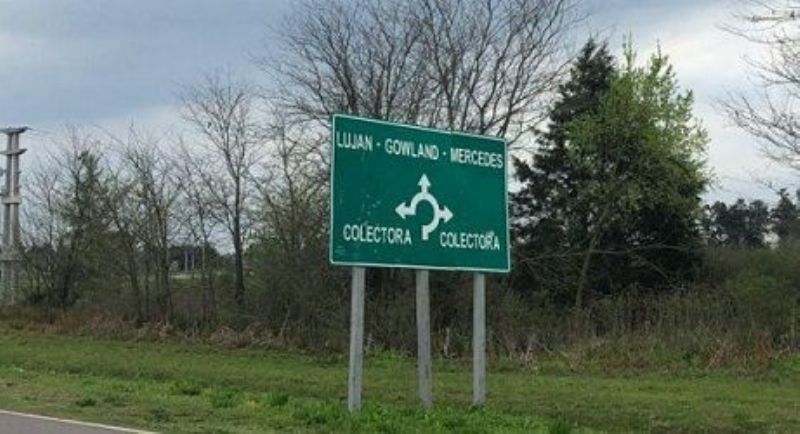 LUJAN - GOWLAND - MERCEDES
COLECTORA COLECTORA